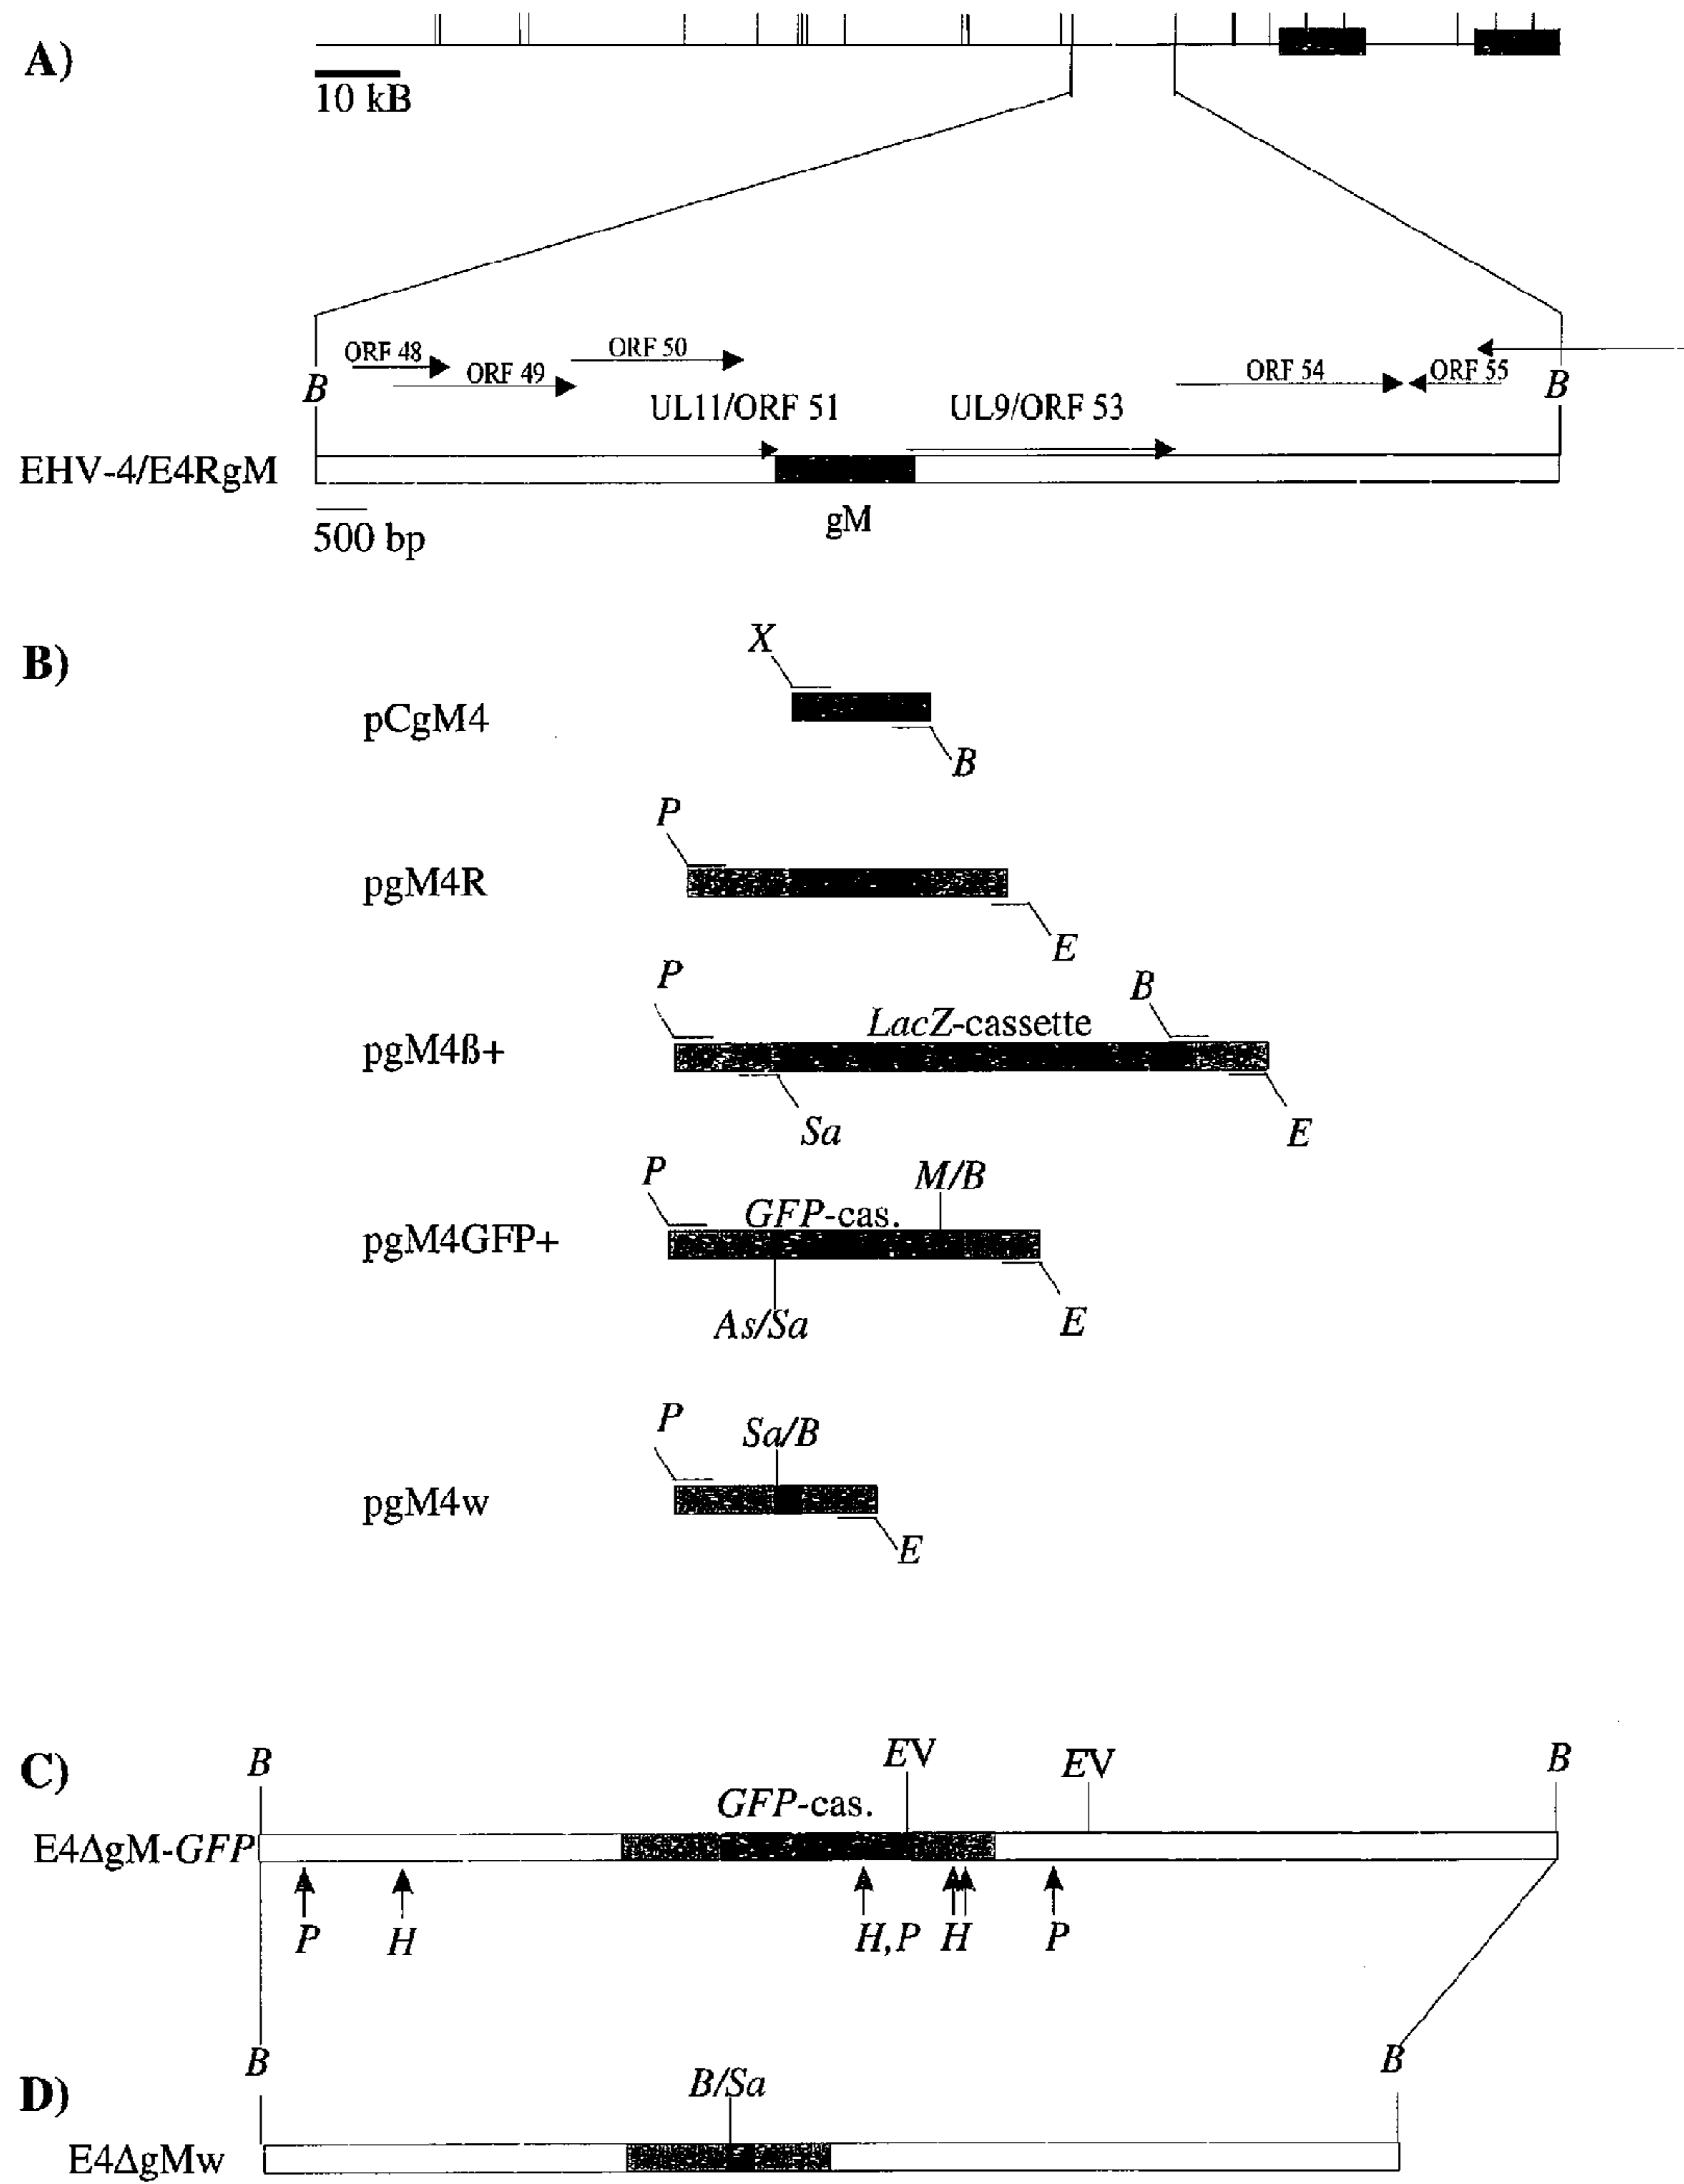 A)
10 kB
ORF 48
ORF 49
ORF 50
ORF 54
ORF 55
B
B
UL11/ORF 51
UL9/ORF 53
EHV-4/E4RgM
gM
500 bp
B)
X
pCgM4
B
P
pgM4R
E
P
B
LacZ-cassette
pgM4ß+
Sa
E
P
M/B
GFP-cas.
pgM4GFP+
As/Sa
E
P
Sa/B
pgM4w
E
C)
B
EV
EV
B
GFP-cas.
E4ΔgM-GFP
P
H
H,P
H
P
B
B
D)
B/Sa
E4ΔgMw